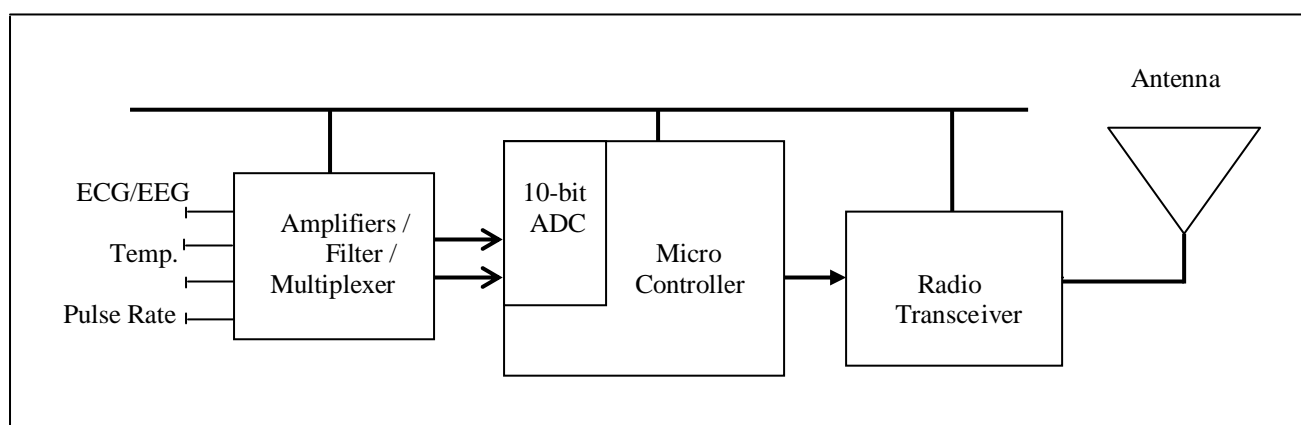 Antenna
ECG/EEG
Temp.
Pulse Rate
Amplifiers /
Filter /
Multiplexer
10-bit
ADC
Micro
Controller
Radio
Transceiver